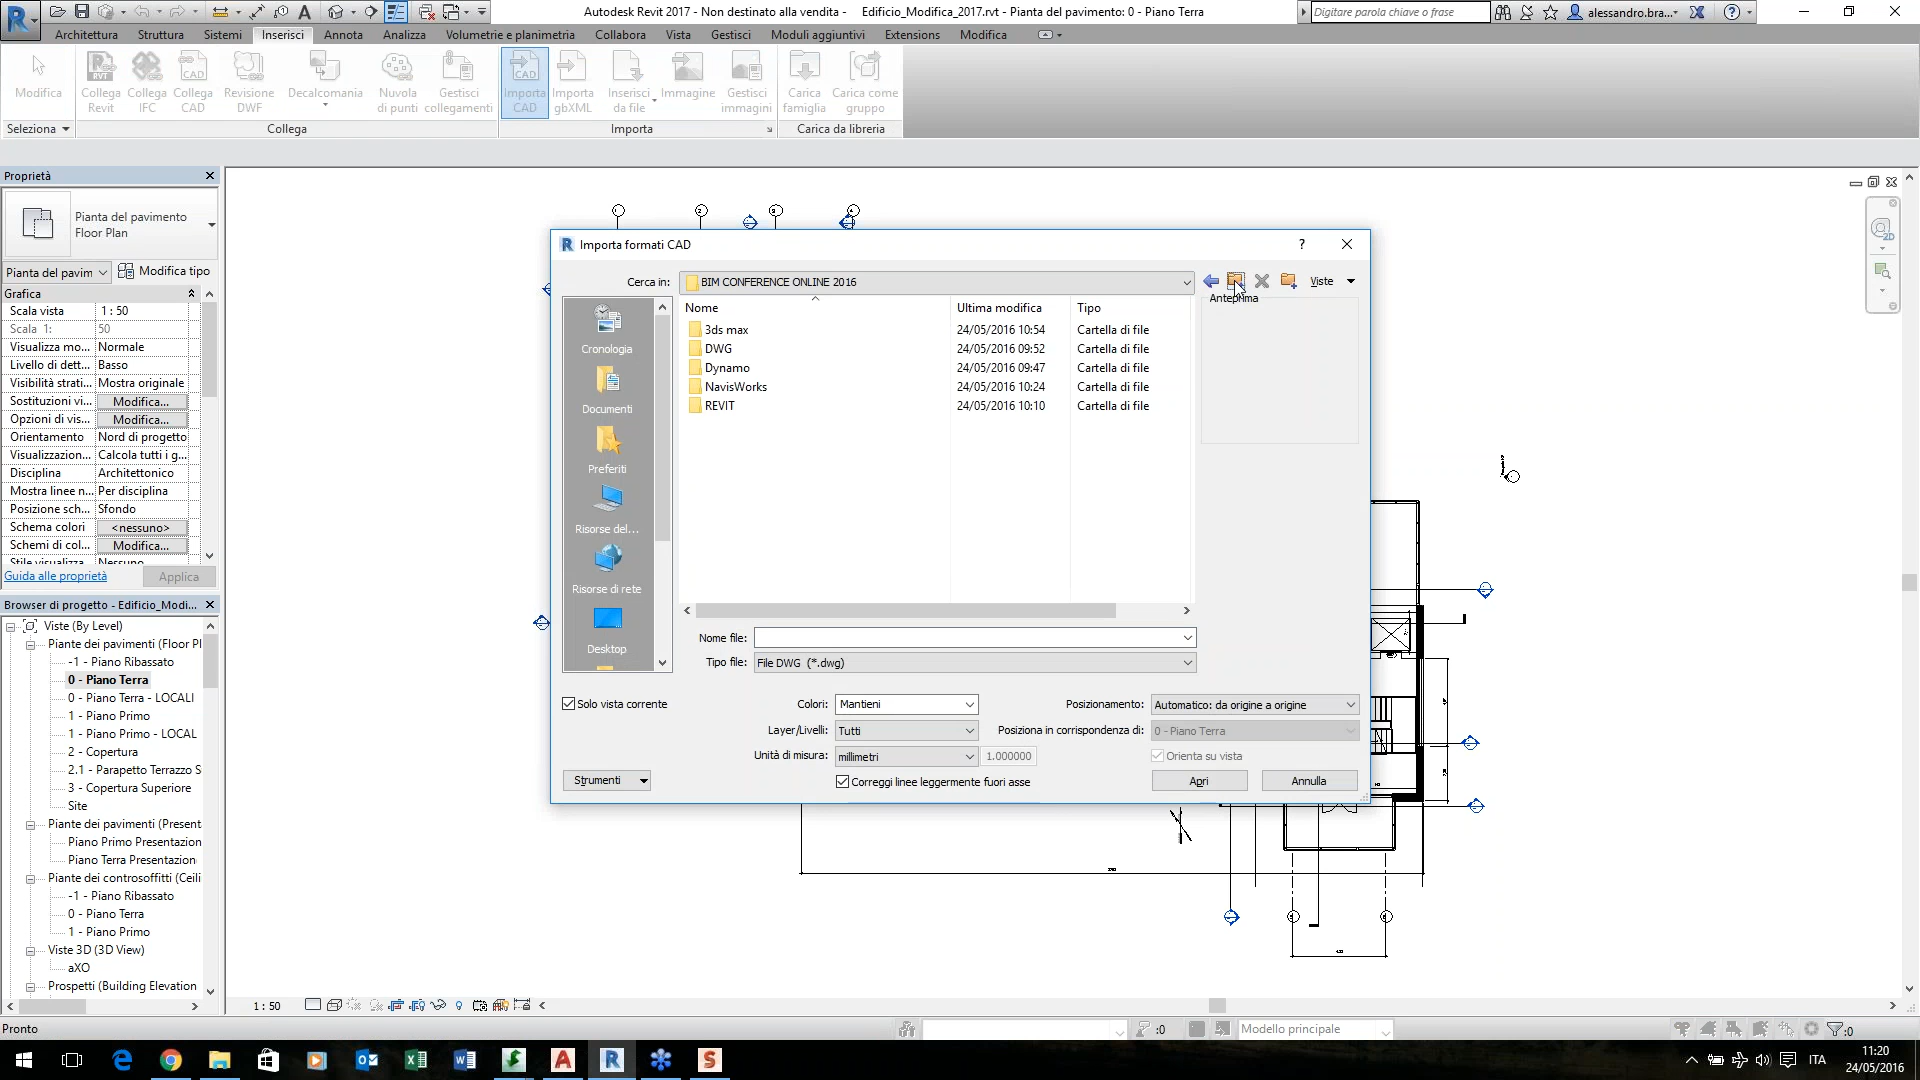 Autodesk Revit 2017 - Non destinato alla vendita -     Edificio_Modifica_2017.rvt - Pianta del pavimento: 0 - Piano Terra
Digitare parola chiave o frase
alessandro.bra...
Architettura Struttura Sistemi Inserisci Annota Analizza Volumetrie e planimetria Collabora Vista Gestisci Moduli aggiuntivi Extensions Modifica
Modifica
Collega Revit
Collega IFC
Collega CAD
Revisione DWF
Decalcomania
Nuvola di punti
Gestisci collegamenti
Importa CAD
Importa gbXML
Inserisci da file
Immagine
Gestisci immagini
Carica famiglia
Carica come gruppo
Seleziona
Collega
Importa
Carica da libreria
Proprietà
Pianta del pavimento
Floor Plan
Pianta del pavim
Modifica tipo
Grafica
Scala vista 1 : 50
Scala 1: 50
Visualizza mo... Normale
Livello di dett... Basso
Visibilità strati... Mostra originale
Sostituzioni vi... Modifica...
Opzioni di vis... Modifica...
Orientamento Nord di progetto
Visualizzazion... Calcola tutti i g...
Disciplina Architettonico
Mostra linee n... Per disciplina
Posizione sch... Sfondo
Schema colori <nessuno>
Schemi di col... Modifica...
Stile visualizza Nessuno
Guida alle proprietà
Applica
Browser di progetto - Edificio_Modi...
Viste (By Level)
Piante dei pavimenti (Floor Pl
-1 - Piano Ribassato
0 - Piano Terra
0 - Piano Terra - LOCALI
1 - Piano Primo
1 - Piano Primo - LOCAL
2 - Copertura
2.1 - Parapetto Terrazzo S
3 - Copertura Superiore
Site
Piante dei pavimenti (Present
Piano Primo Presentazion
Piano Terra Presentazion
Piante dei controsoffitti (Ceili
-1 - Piano Ribassato
0 - Piano Terra
1 - Piano Primo
Viste 3D (3D View)
aXO
Prospetti (Building Elevation
Importa formati CAD
Cerca in: BIM CONFERENCE ONLINE 2016
Viste
Anteprima
Cronologia
Documenti
Preferiti
Risorse del...
Risorse di rete
Desktop
Nome Ultima modifica Tipo
3ds max 24/05/2016 10:54 Cartella di file
DWG 24/05/2016 09:52 Cartella di file
Dynamo 24/05/2016 09:47 Cartella di file
NavisWorks 24/05/2016 10:24 Cartella di file
REVIT 24/05/2016 10:10 Cartella di file
Nome file:
Tipo file: File DWG (*.dwg)
Solo vista corrente
Colori: Mantieni
Posizionamento: Automatico: da origine a origine
Layer/Livelli: Tutti
Posiziona in corrispondenza di: 0 - Piano Terra
Unità di misura: millimetri 1.000000
Orienta su vista
Correggi linee leggermente fuori asse
Strumenti
Apri
Annulla
1 : 50
Pronto
:0
Modello principale
:0
ITA
11:20
24/05/2016